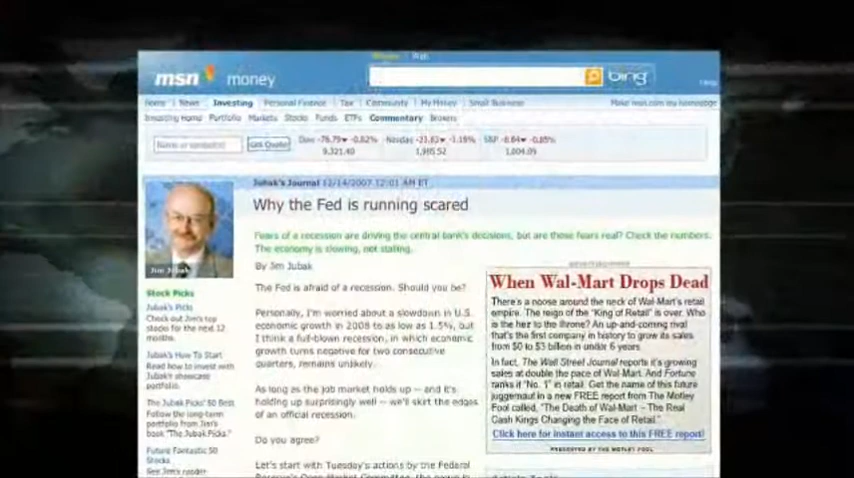 msn money
bing
Help
Home News Investing Personal Finance Tax Community My Money Small Business Make msn.com my homepage
Investing Home Portfolio Markets Stocks Funds ETFs Commentary Brokers
Name or symbol(s) Get Quote
Dow -76.79 -0.82% Nasdaq -1.18% S&P -8.64 -0.85%
9,321.40 1,985.52 1,004.09
Jubak's Journal 12/14/2007 12:01 AM ET
Why the Fed is running scared
Fears of a recession are driving the central bank's decisions, but are those fears real? Check the numbers.
The economy is slowing, not stalling.
Jim Jubak
By Jim Jubak
The Fed is afraid of a recession. Should you be?
Personally, I'm worried about a slowdown in U.S.
economic growth in 2008 to as low as 1.5%, but
I think a full-blown recession, in which economic
growth turns negative for two consecutive
quarters, remains unlikely.
As long as the job market holds up -- and it's
holding up surprisingly well -- we'll skirt the edges
of an official recession.
Do you agree?
Let's start with Tuesday's actions by the Federal
Stock Picks
Jubak's Picks
Check out Jim's top
stocks for the next 12
months.
Jubak's How To Start
Read how to invest with
Jubak's showcase
portfolio.
The Jubak Picks' 50 Best
Follow the long-term
portfolio from Jim's
book "The Jubak Picks."
Future Fantastic 50
Stocks
See Jim's reader
When Wal-Mart Drops Dead
There's a noose around the neck of Wal-Mart's retail
empire. The reign of the "King of Retail" is over. Who
is the heir to the throne? An up-and-coming rival
that's the first company in history to grow its sales
from $0 to $3 billion in under 6 years.
In fact, The Wall Street Journal reports it's growing
sales at double the pace of Wal-Mart. And Fortune
ranks it "No. 1" in retail. Get the name of this future
juggernaut in a new FREE report from The Motley
Fool called, "The Death of Wal-Mart – The Real
Cash Kings Changing the Face of Retail."
Click here for instant access to this FREE report!
PRESENTED BY THE MOTLEY FOOL